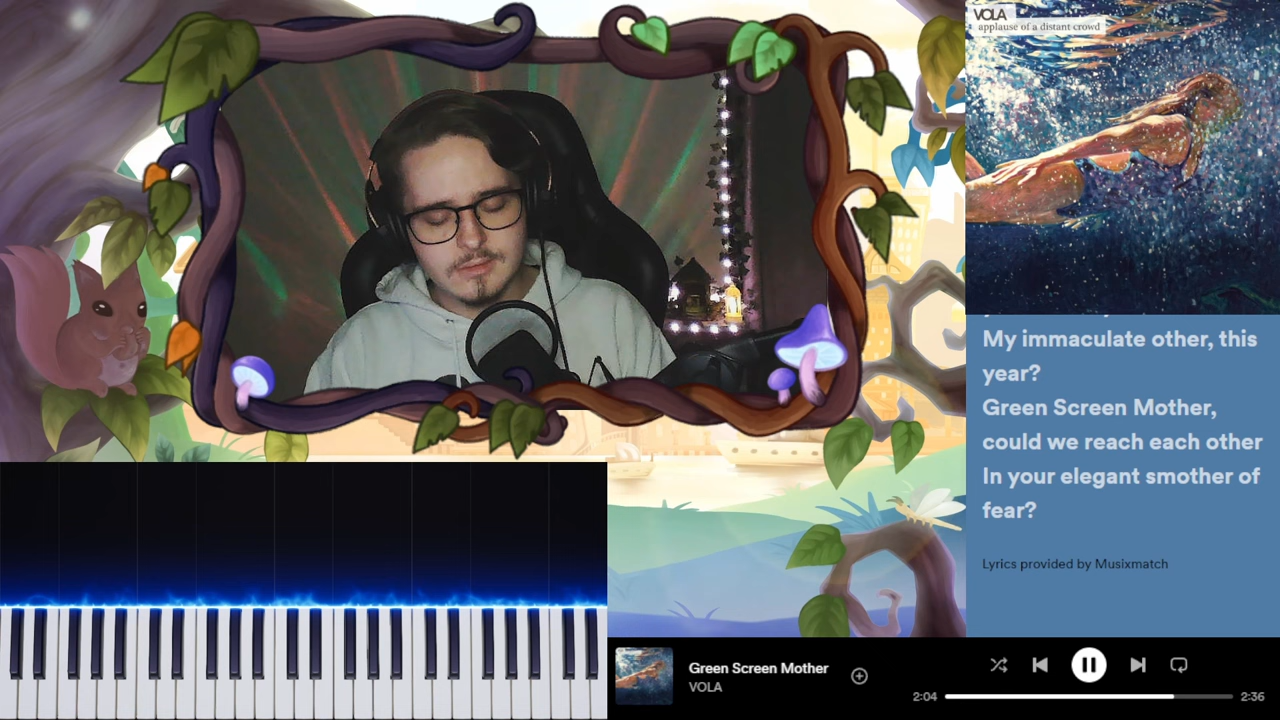 VOLA
applause of a distant crowd
My immaculate other, this
year?
Green Screen Mother,
could we reach each other
In your elegant smother of
fear?
Lyrics provided by Musixmatch
Green Screen Mother
VOLA
2:04
2:36